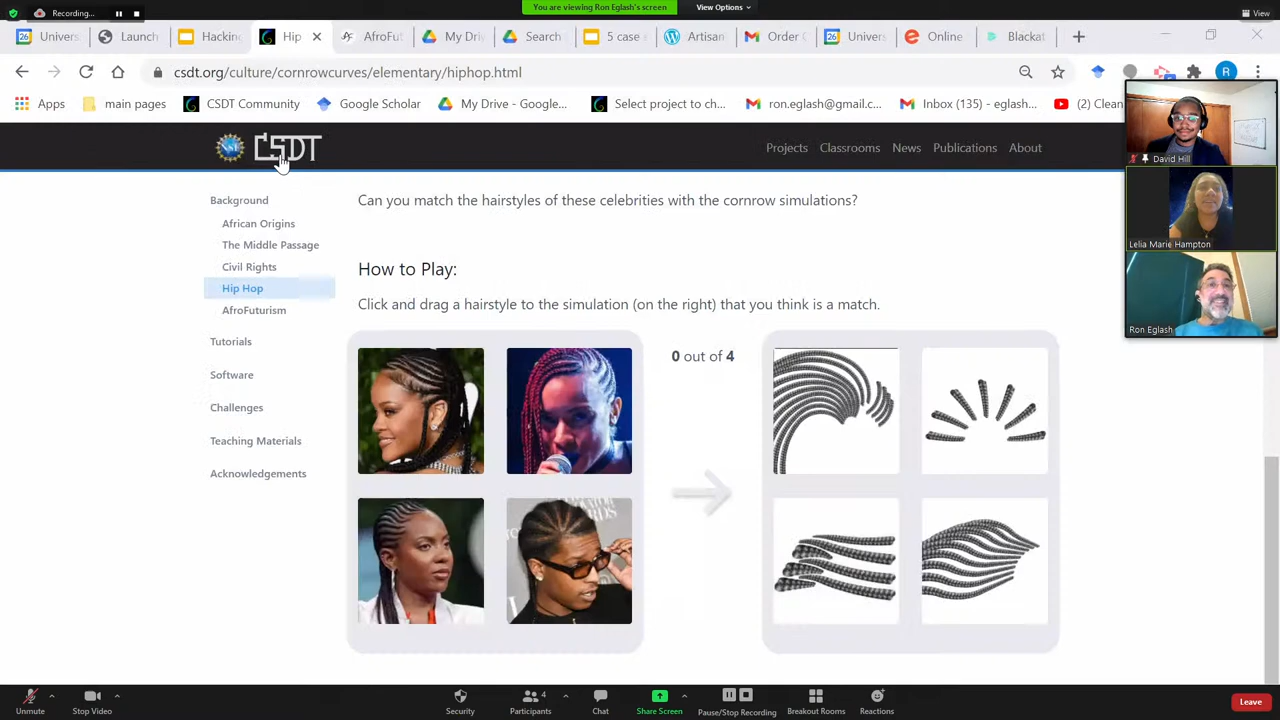 Recording...
You are viewing Ron Eglash's screen
View Options
View
26 Univers
Launch
Hackin
Hip
AfroFut
My Driv
Search
5 case
Artisan
Order
26 Univer
Online
Blackat
csdt.org/culture/cornrowcurves/elementary/hiphop.html
R
Apps
main pages
CSDT Community
Google Scholar
My Drive - Google...
Select project to ch...
ron.eglash@gmail.c...
Inbox (135) - eglash...
(2) Clean
CSDT
Projects
Classrooms
News
Publications
About
David Hill
Lelia Marie Hampton
Ron Eglash
Background
African Origins
The Middle Passage
Civil Rights
Hip Hop
AfroFuturism
Tutorials
Software
Challenges
Teaching Materials
Acknowledgements
Can you match the hairstyles of these celebrities with the cornrow simulations?
How to Play:
Click and drag a hairstyle to the simulation (on the right) that you think is a match.
0 out of 4
Unmute
Stop Video
Security
4
Participants
Chat
Share Screen
Pause/Stop Recording
Breakout Rooms
Reactions
Leave